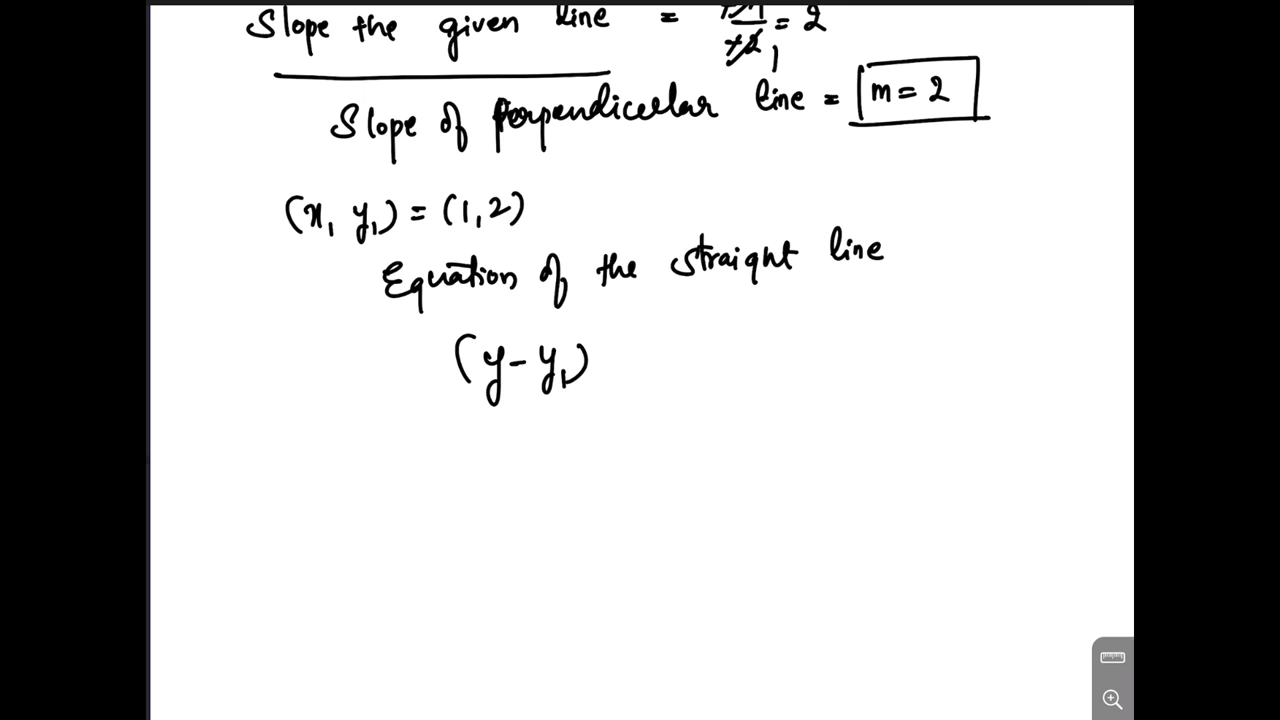 Slope the given line = = 2
Slope of perpendicular line = m = 2
(x₁ y₁) = (1, 2)
Equation of the straight line
(y - y₁)